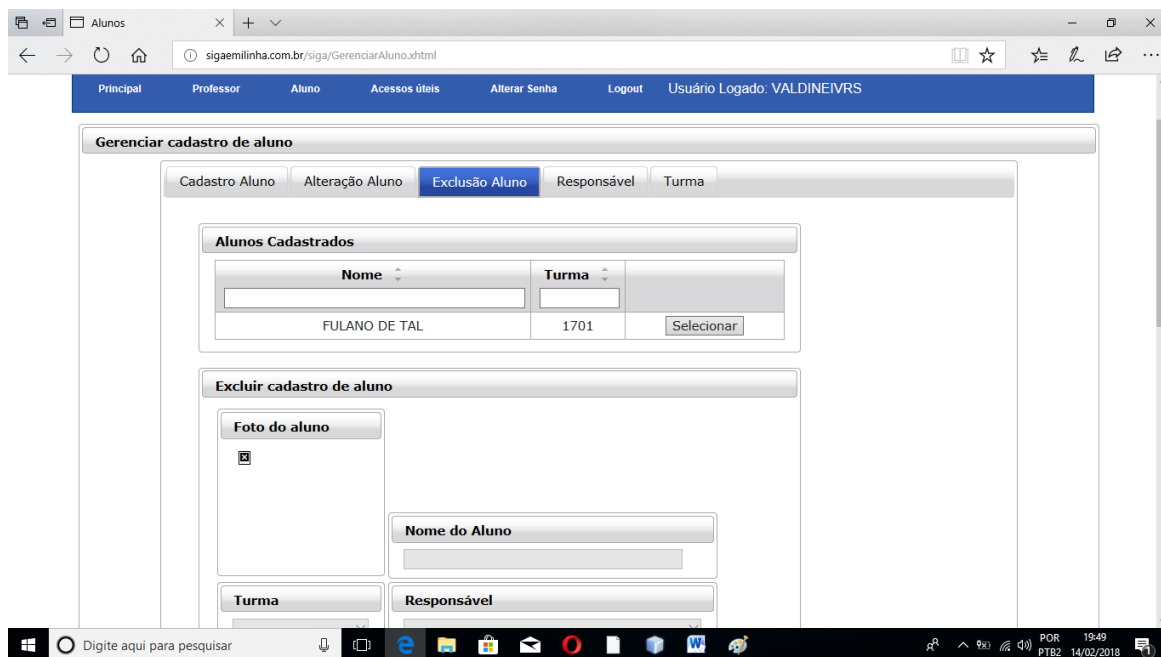 Alunos
sigaemilinha.com.br/siga/GerenciarAluno.xhtml
Principal Professor Aluno Acessos úteis Alterar Senha Logout Usuário Logado: VALDINEIVRS
Gerenciar cadastro de aluno
Cadastro Aluno Alteração Aluno Exclusão Aluno Responsável Turma
Alunos Cadastrados
Nome Turma
FULANO DE TAL 1701 Selecionar
Excluir cadastro de aluno
Foto do aluno
Nome do Aluno
Turma Responsável
Digite aqui para pesquisar
POR 19:49
PTB2 14/02/2018